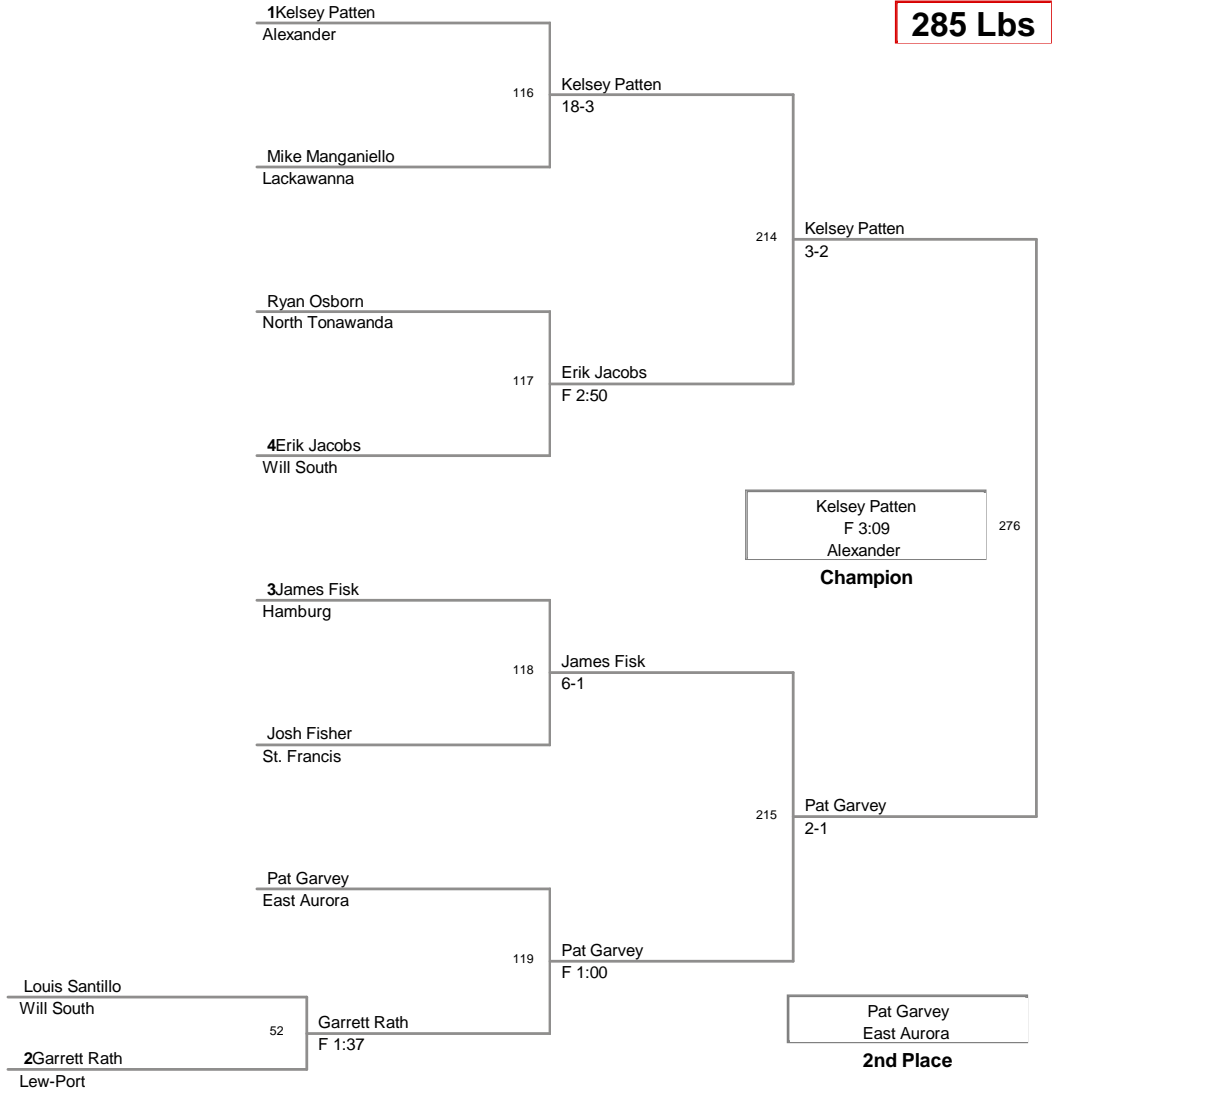 1Kelsey Patten
Alexander
285 Lbs
116
Kelsey Patten
18-3
Mike Manganiello
Lackawanna
214
Kelsey Patten
3-2
Ryan Osborn
North Tonawanda
117
Erik Jacobs
F 2:50
4Erik Jacobs
Will South
Kelsey Patten
F 3:09
Alexander
276
Champion
3James Fisk
Hamburg
118
James Fisk
6-1
Josh Fisher
St. Francis
215
Pat Garvey
2-1
Pat Garvey
East Aurora
119
Pat Garvey
F 1:00
Louis Santillo
Will South
52
Garrett Rath
F 1:37
2Garrett Rath
Lew-Port
Pat Garvey
East Aurora
2nd Place